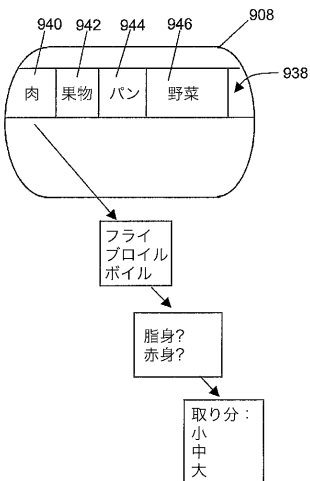 940 942 944 946 908
938
肉 果物 パン 野菜
フライ
ブロイル
ボイル
脂身?
赤身?
取り分:
小
中
大